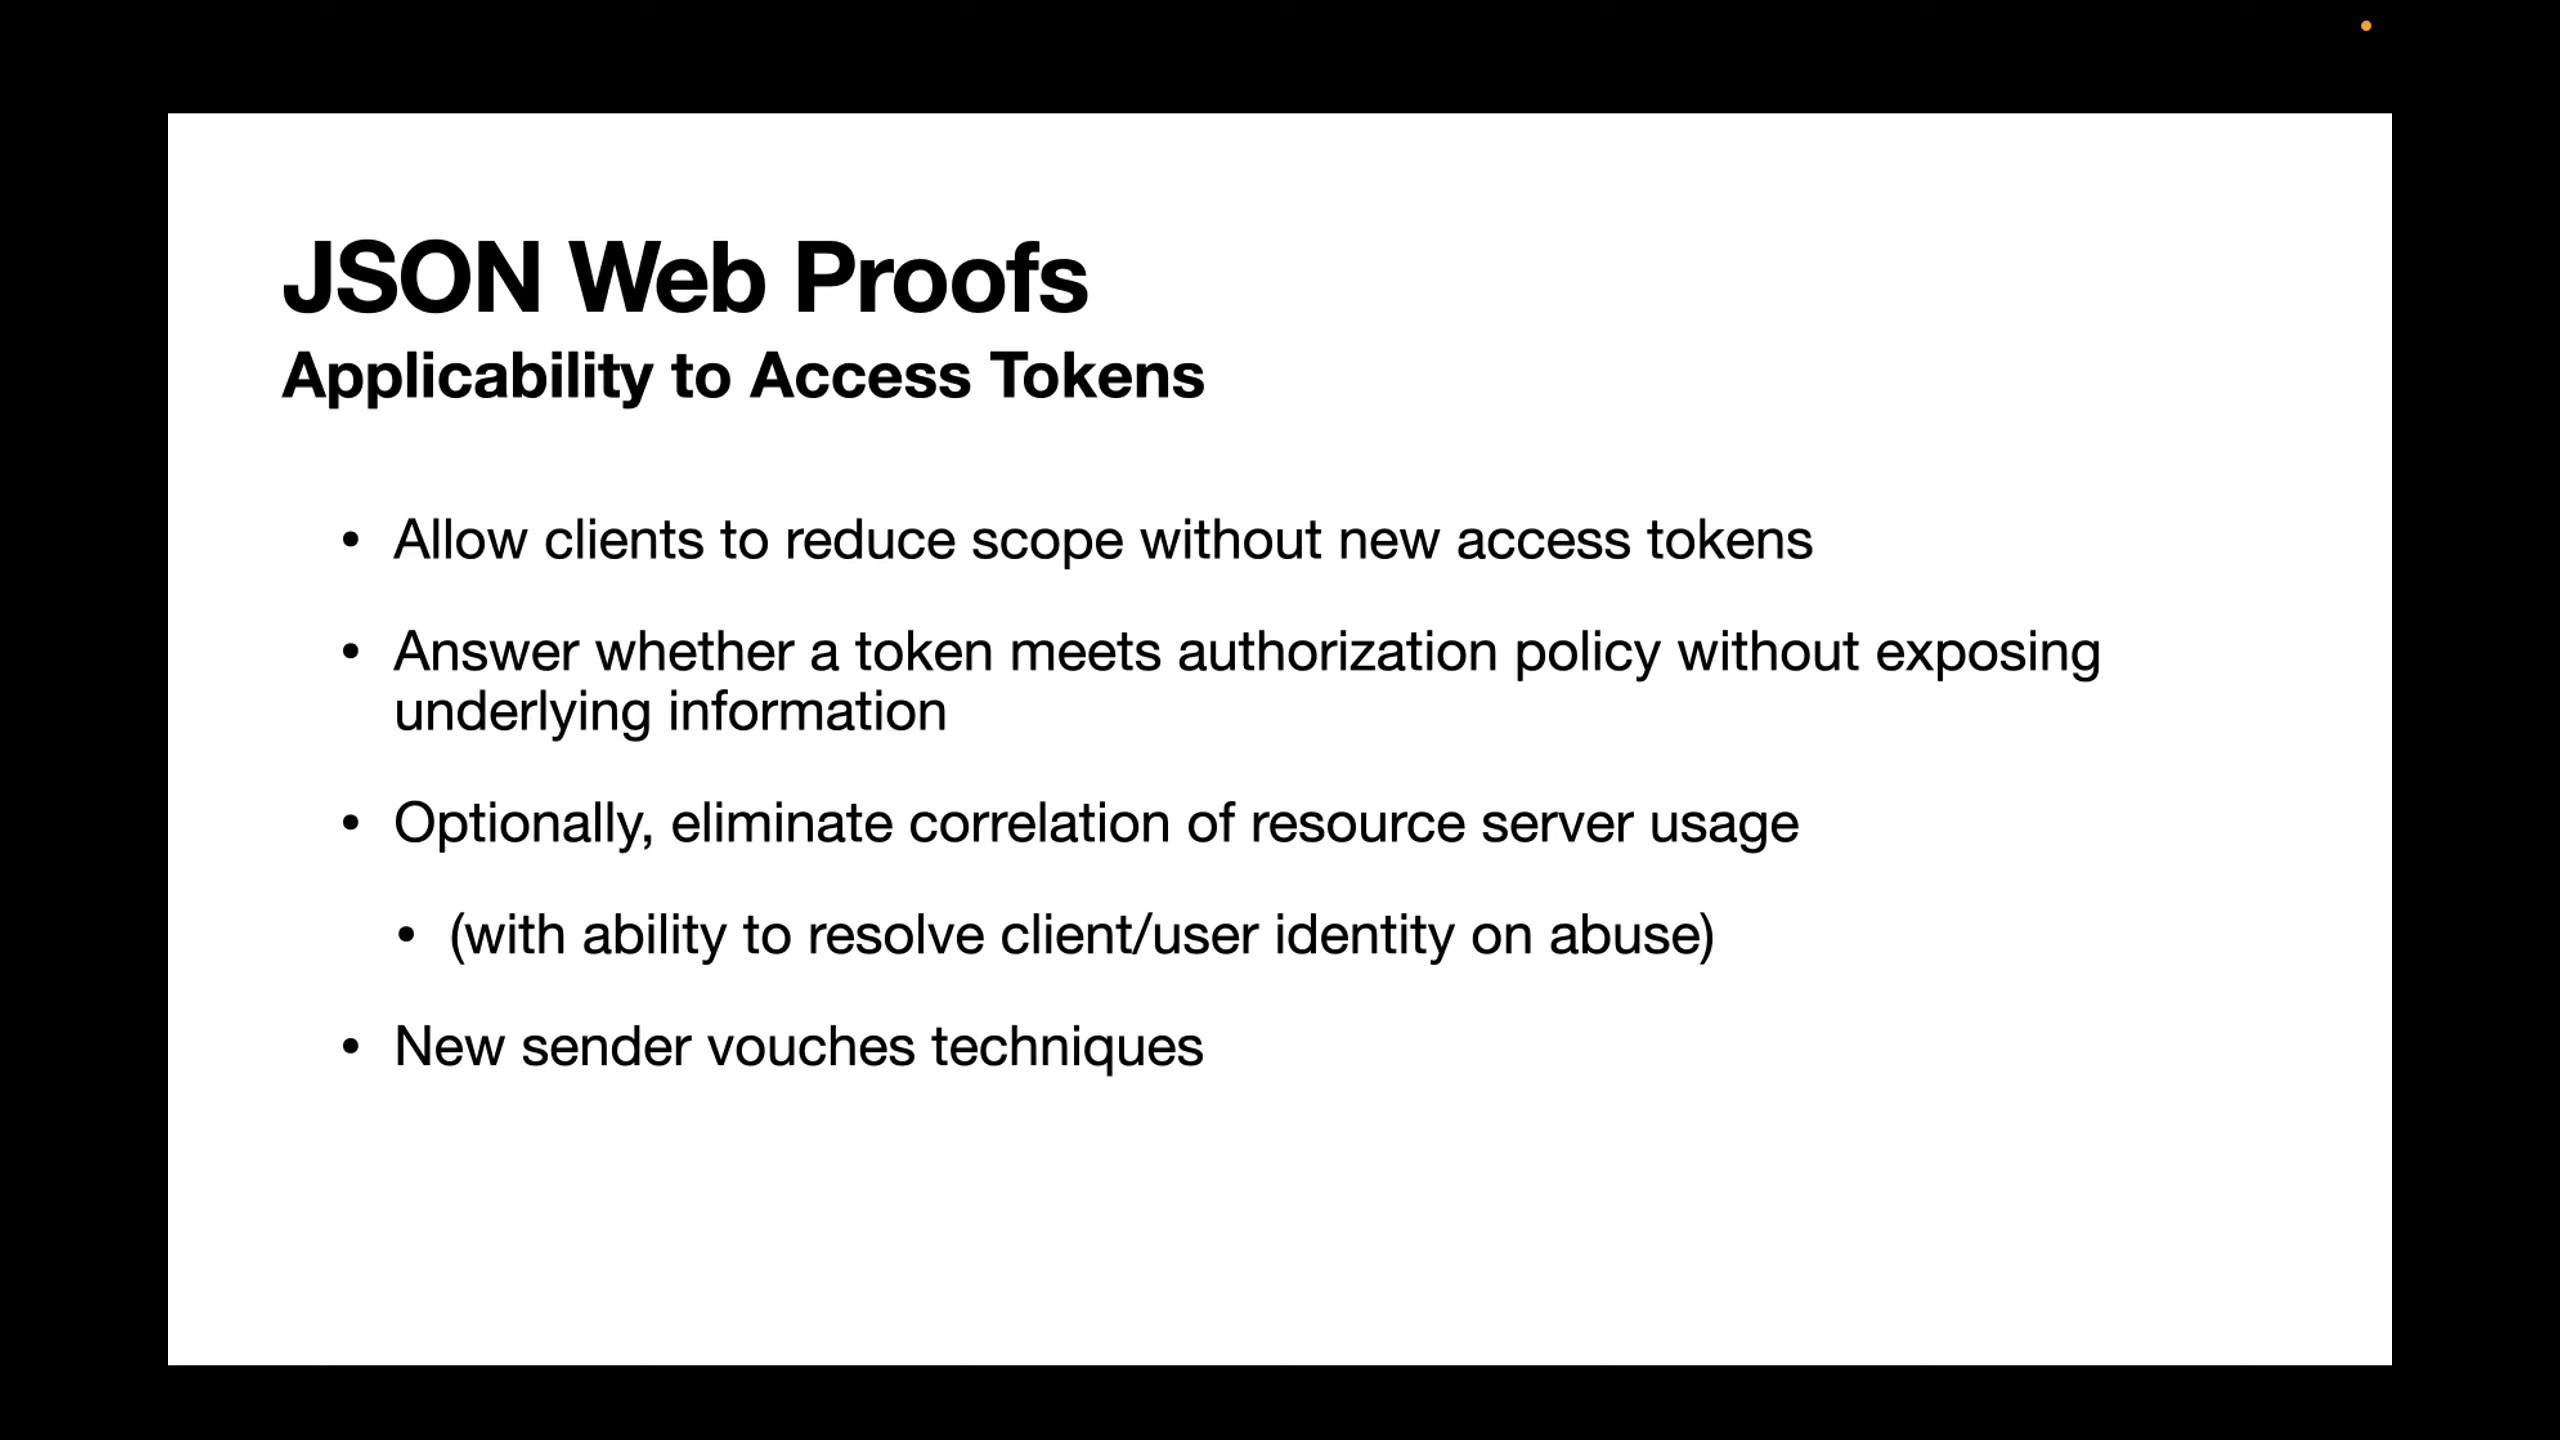 JSON Web Proofs
Applicability to Access Tokens
• Allow clients to reduce scope without new access tokens
• Answer whether a token meets authorization policy without exposing
underlying information
• Optionally, eliminate correlation of resource server usage
• (with ability to resolve client/user identity on abuse)
• New sender vouches techniques